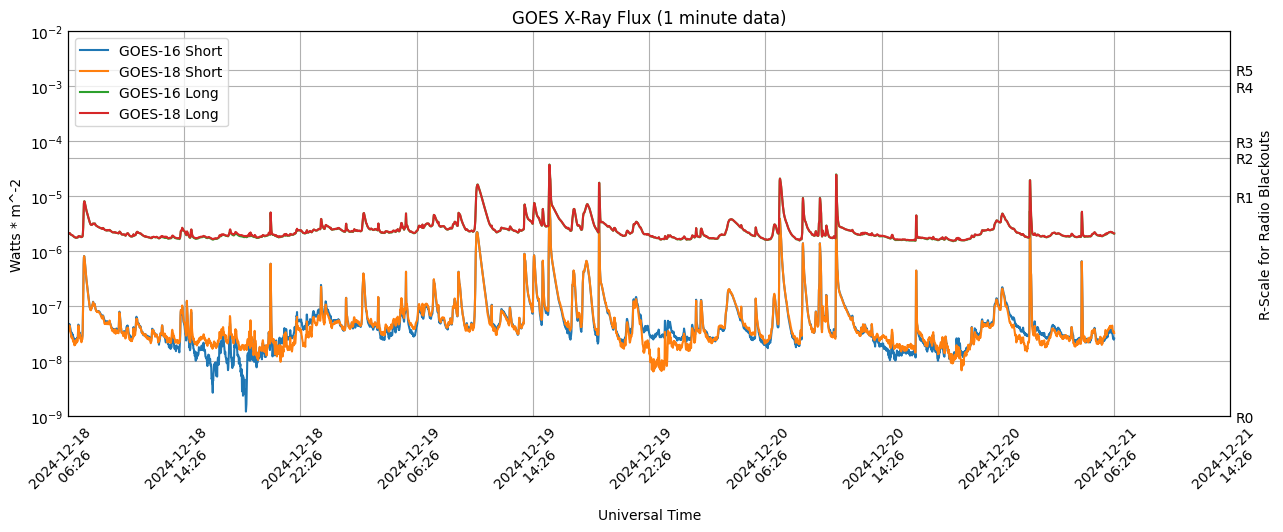 GOES X-Ray Flux (1 minute data)
GOES-16 Short
GOES-18 Short
GOES-16 Long
GOES-18 Long
10^-2
10^-3
10^-4
10^-5
10^-6
10^-7
10^-8
10^-9
Watts * m^-2
R5
R4
R3
R2
R1
R0
R-Scale for Radio Blackouts
2024-12-18
06:26
2024-12-18
14:26
2024-12-18
22:26
2024-12-19
06:26
2024-12-19
14:26
2024-12-19
22:26
2024-12-20
06:26
2024-12-20
14:26
2024-12-20
22:26
2024-12-21
06:26
2024-12-21
14:26
Universal Time